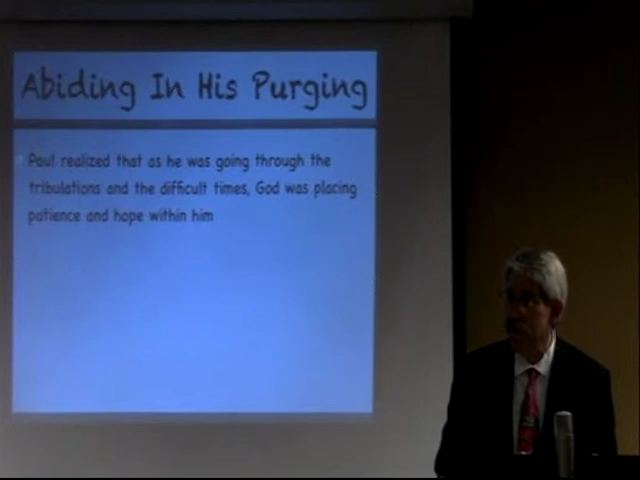 Abiding In His Purging
Paul realized that as he was going through the
tribulations and the difficult times, God was placing
patience and hope within him